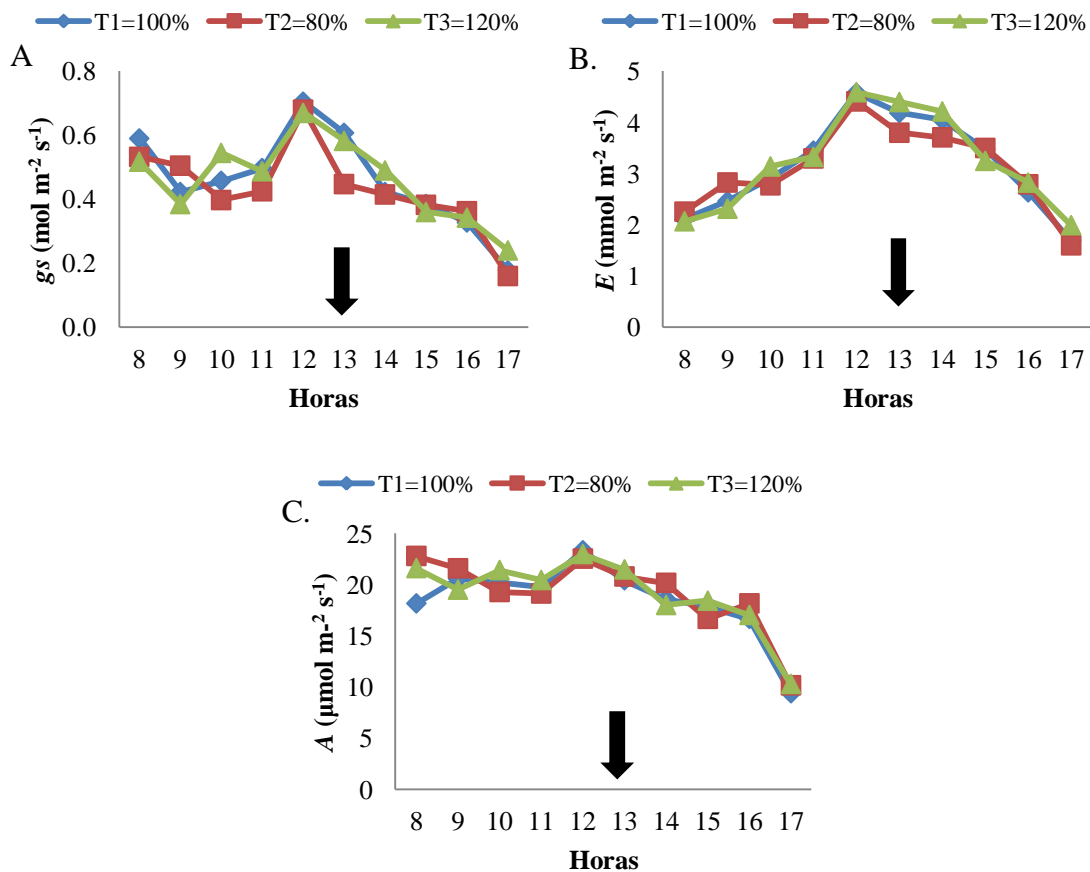 T1=100% T2=80% T3=120%
A
0.8
0.6
0.4
0.2
0.0
gs (mol m-2 s-1)
8 9 10 11 12 13 14 15 16 17
Horas
T1=100% T2=80% T3=120%
B.
5
4
3
2
1
0
E (mmol m-2 s-1)
8 9 10 11 12 13 14 15 16 17
Horas
T1=100% T2=80% T3=120%
C.
25
20
15
10
5
0
A (µmol m-2 s-1)
8 9 10 11 12 13 14 15 16 17
Horas